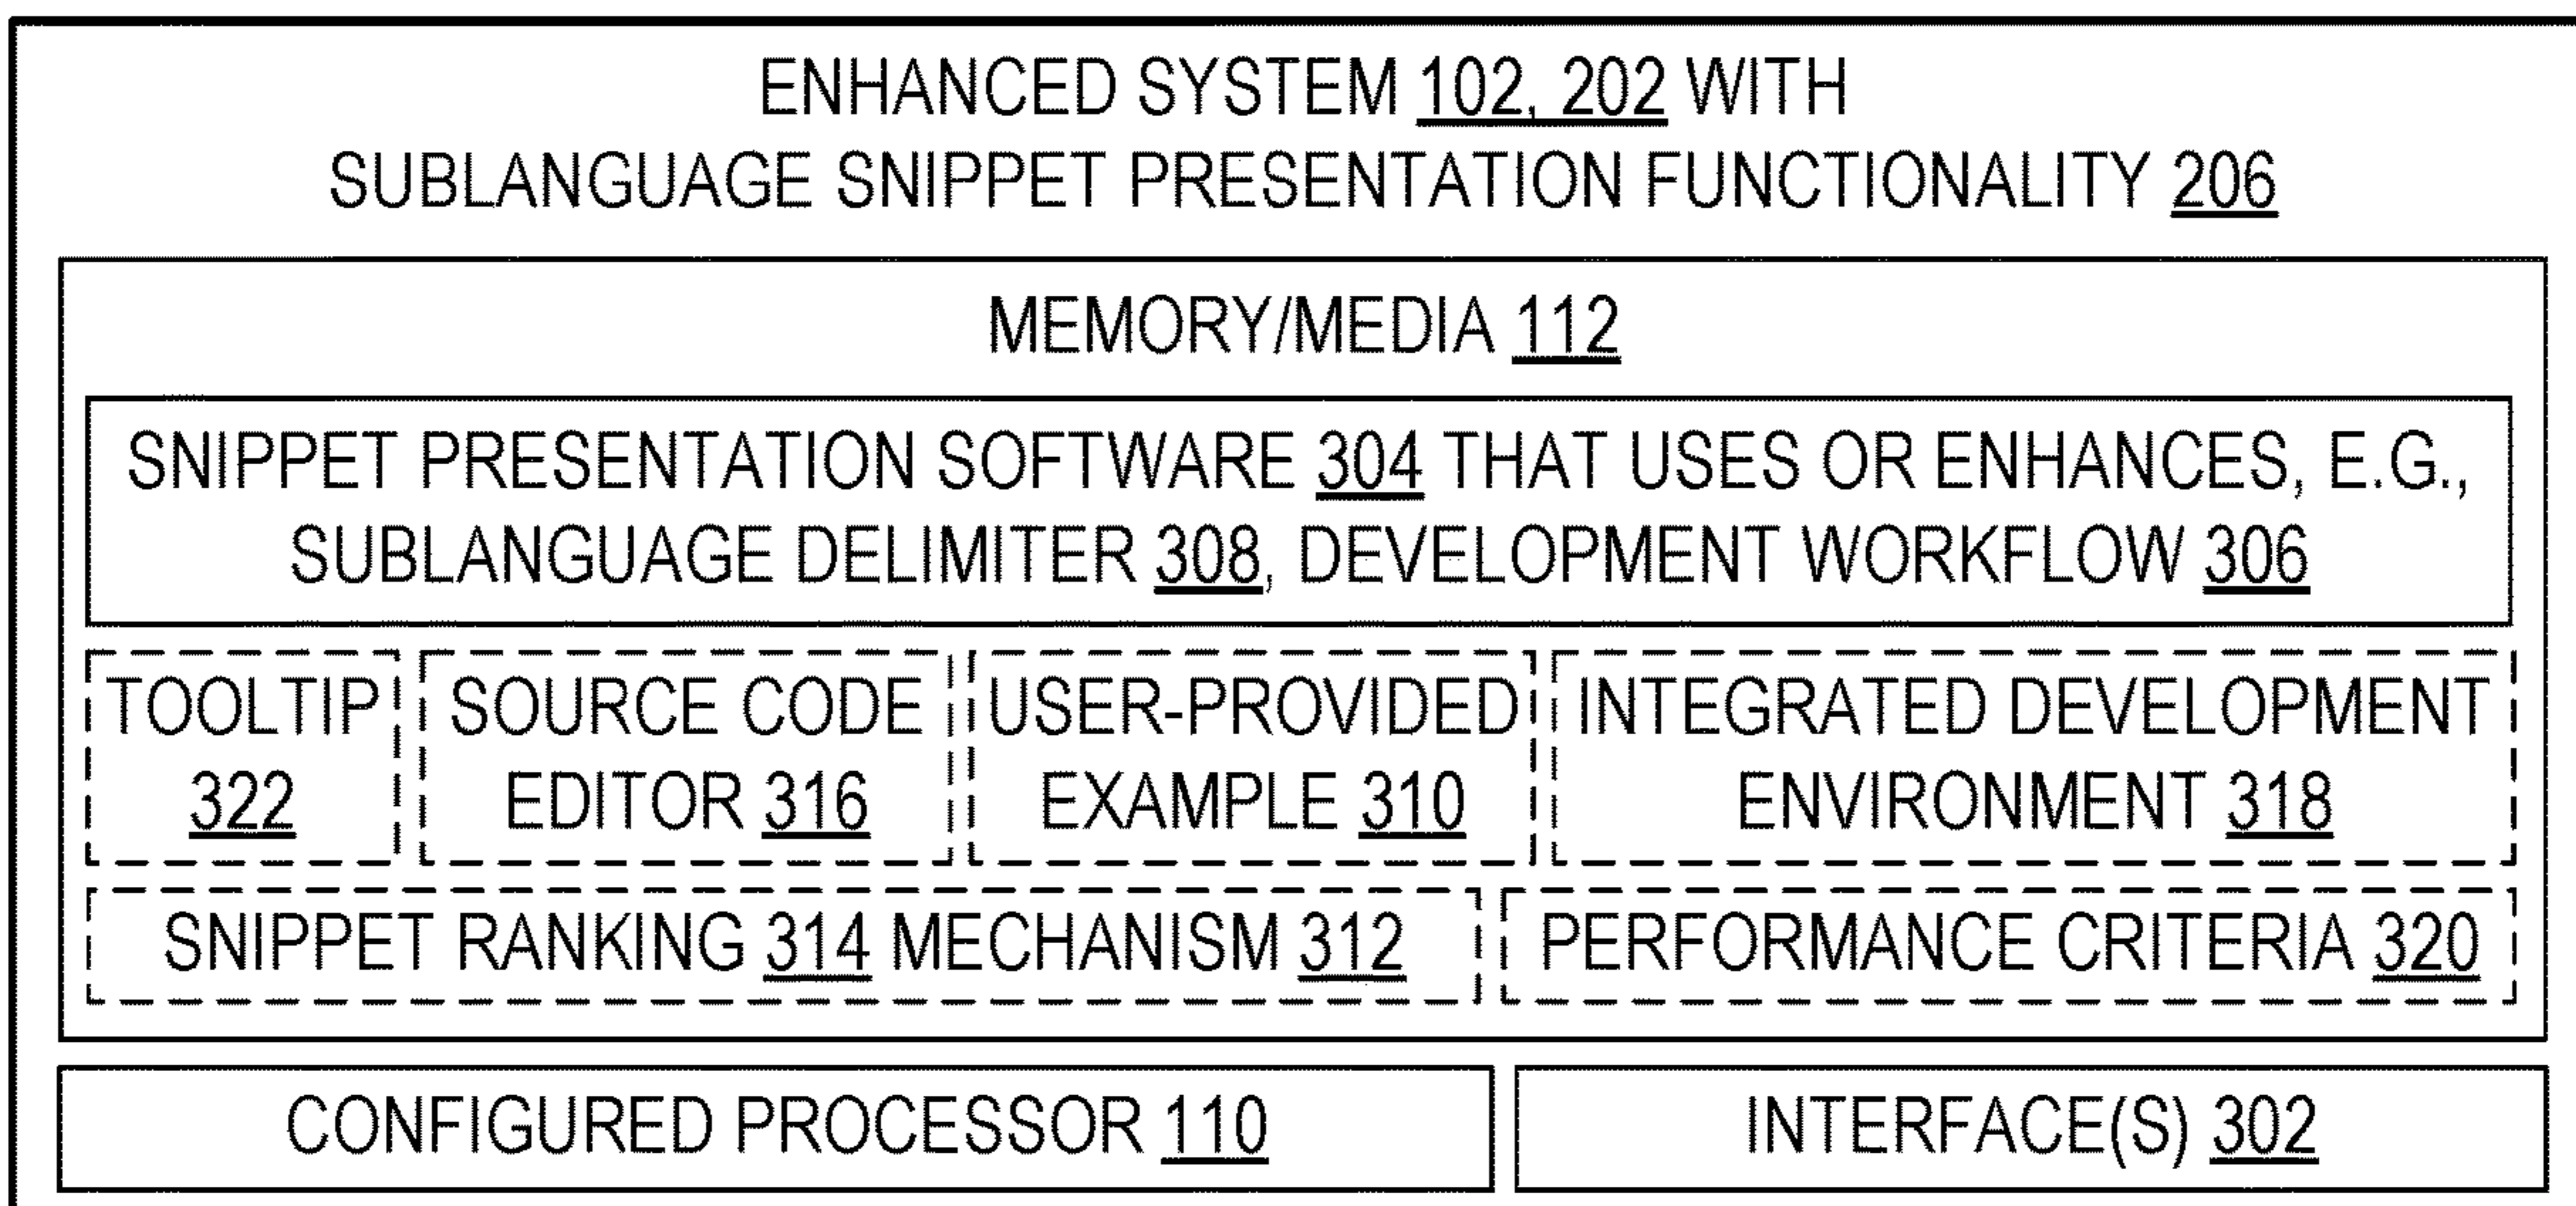 ENHANCED SYSTEM 102, 202 WITH
SUBLANGUAGE SNIPPET PRESENTATION FUNCTIONALITY 206
MEMORY/MEDIA 112
SNIPPET PRESENTATION SOFTWARE 304 THAT USES OR ENHANCES, E.G.,
SUBLANGUAGE DELIMITER 308, DEVELOPMENT WORKFLOW 306
TOOLTIP
322
SOURCE CODE
EDITOR 316
USER-PROVIDED
EXAMPLE 310
INTEGRATED DEVELOPMENT
ENVIRONMENT 318
SNIPPET RANKING 314 MECHANISM 312
PERFORMANCE CRITERIA 320
CONFIGURED PROCESSOR 110
INTERFACE(S) 302